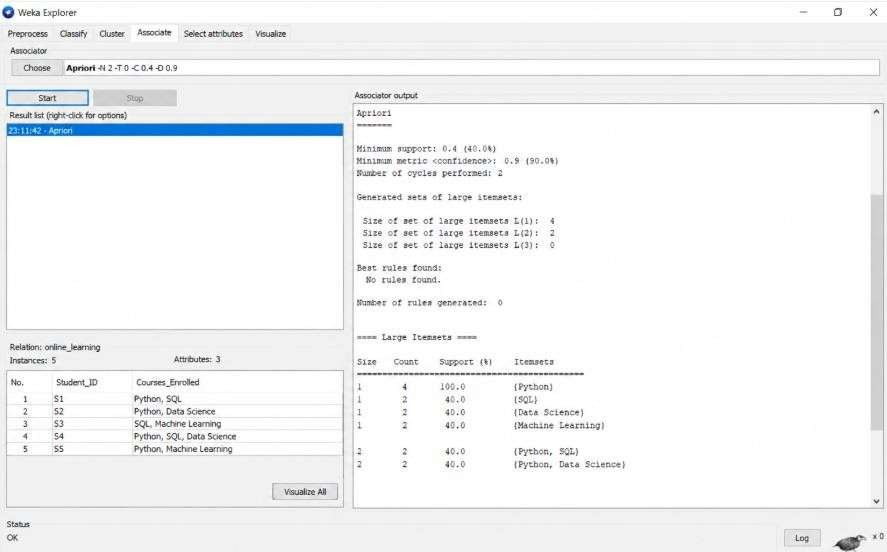 Weka Explorer
Preprocess Classify Cluster Associate Select attributes Visualize
Associator
Choose Apriori -N 2 -T 0 -C 0.4 -D 0.9
Start Stop
Result list (right-click for options)
23:11:42 - Apriori
Relation: online_learning
Instances: 5 Attributes: 3
No. Student_ID Courses_Enrolled
1 S1 Python, SQL
2 S2 Python, Data Science
3 S3 SQL, Machine Learning
4 S4 Python, SQL, Data Science
5 S5 Python, Machine Learning
Visualize All
Associator output
Apriori
=======
Minimum support: 0.4 (40.0%)
Minimum metric <confidence>: 0.9 (90.0%)
Number of cycles performed: 2
Generated sets of large itemsets:
Size of set of large itemsets L(1): 4
Size of set of large itemsets L(2): 2
Size of set of large itemsets L(3): 0
Best rules found:
No rules found.
Number of rules generated: 0
==== Large Itemsets ====
Size Count Support (%) Itemsets
==============================================
1 4 100.0 {Python}
1 2 40.0 {SQL}
1 2 40.0 {Data Science}
1 2 40.0 {Machine Learning}
2 2 40.0 {Python, SQL}
2 2 40.0 {Python, Data Science}
Status
OK
Log x 0